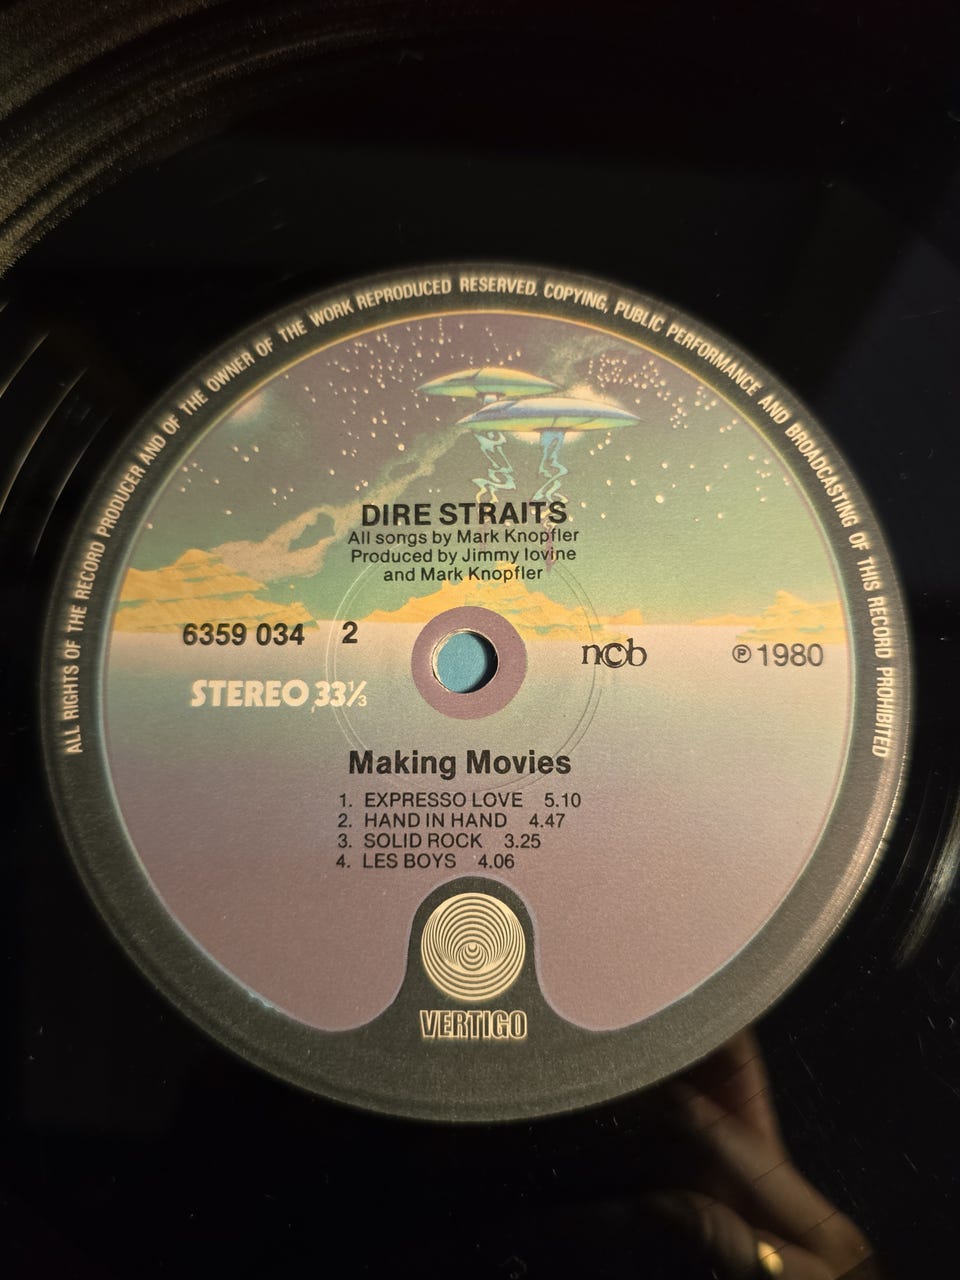 ALL RIGHTS OF THE RECORD PRODUCER AND OF THE OWNER OF THE WORK REPRODUCED RESERVED. COPYING, PUBLIC PERFORMANCE AND BROADCASTING OF THIS RECORD PROHIBITED
DIRE STRAITS
All songs by Mark Knopfler
Produced by Jimmy Iovine
and Mark Knopfler
6359 034 2
ncb
℗ 1980
STEREO 33⅓
Making Movies
1. EXPRESSO LOVE 5.10
2. HAND IN HAND 4.47
3. SOLID ROCK 3.25
4. LES BOYS 4.06
VERTIGO